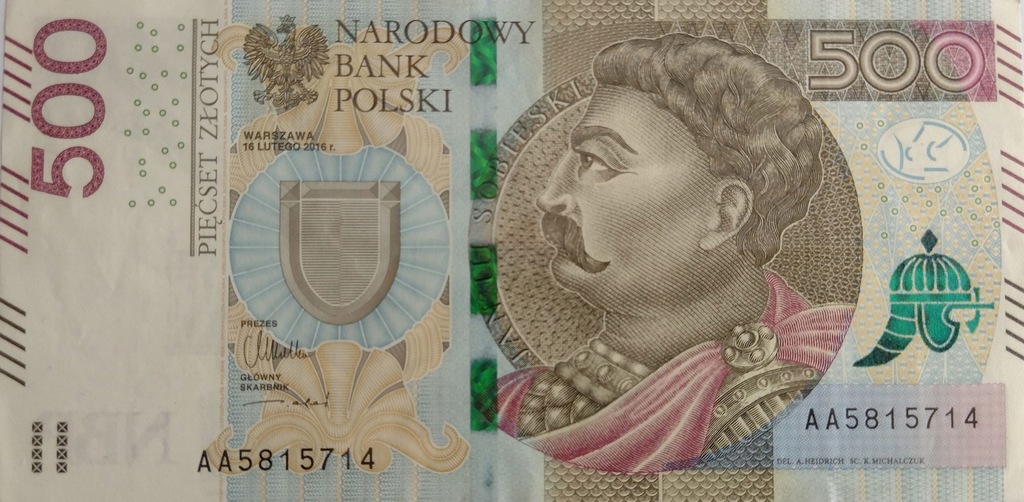 500
PIĘĆSET ZŁOTYCH
NARODOWY
BANK
POLSKI
WARSZAWA
16 LUTEGO 2016 r.
PREZES
GŁÓWNY
SKARBNIK
AA5815714
JAN III SOBIESKI
500
AA5815714
DEL. A. HEIDRICH SC. K. MICHALCZUK